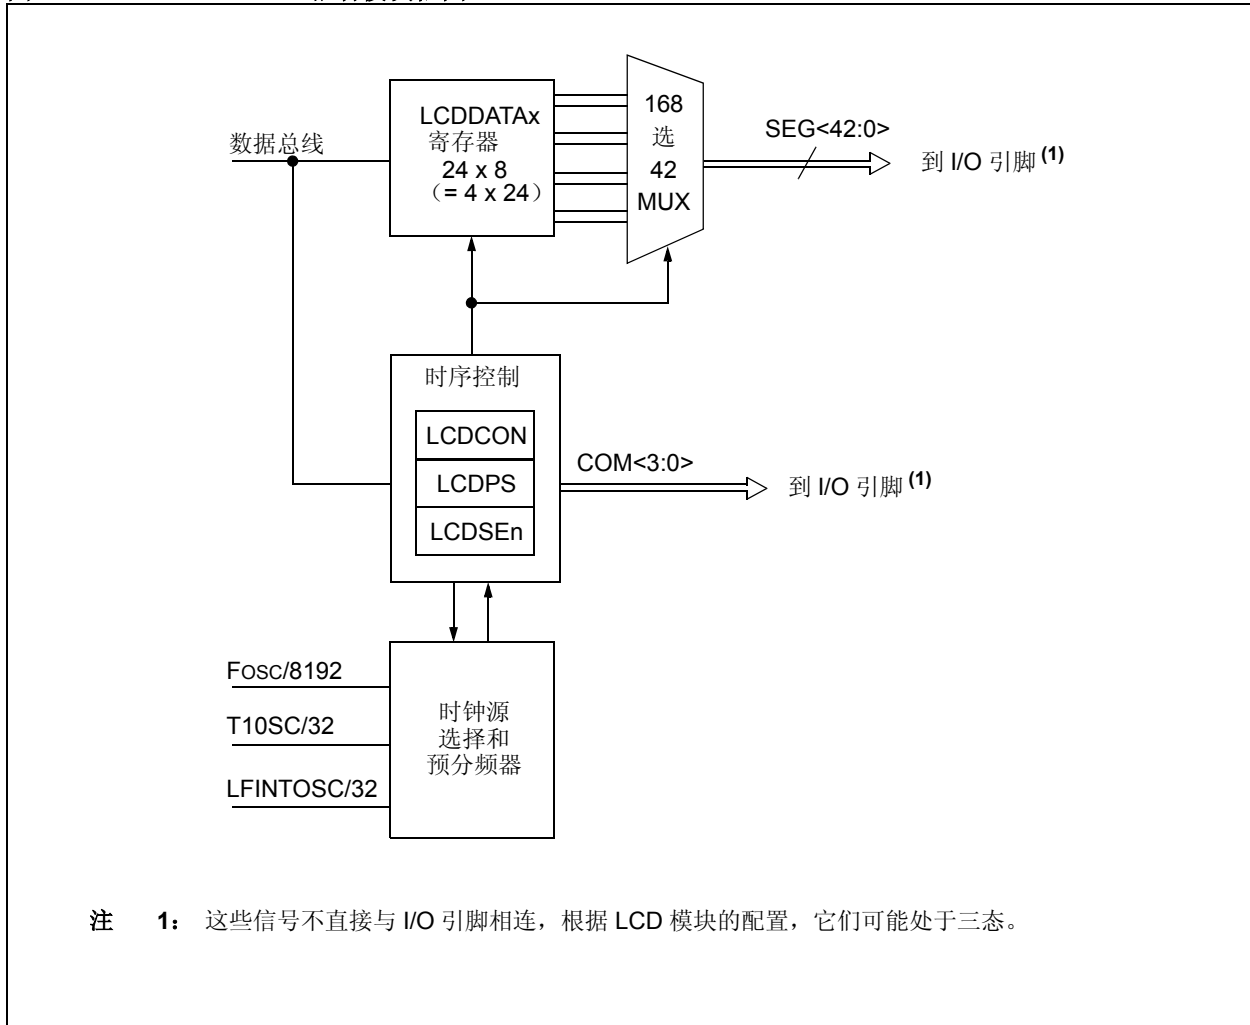 LCDDATAx
寄存器
24 x 8
（= 4 x 24）
168
选
42
MUX
SEG<42:0>
到 I/O 引脚 (1)
数据总线
时序控制
LCDCON
LCDPS
LCDSEn
COM<3:0>
到 I/O 引脚 (1)
FOSC/8192
T10SC/32
LFINTOSC/32
时钟源
选择和
预分频器
注 1： 这些信号不直接与 I/O 引脚相连，根据 LCD 模块的配置，它们可能处于三态。